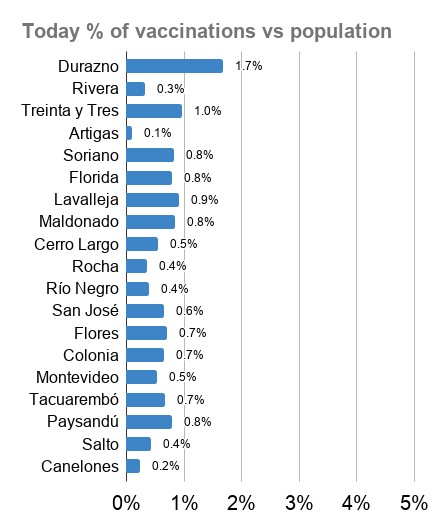 Today % of vaccinations vs population
Durazno 1.7%
Rivera 0.3%
Treinta y Tres 1.0%
Artigas 0.1%
Soriano 0.8%
Florida 0.8%
Lavalleja 0.9%
Maldonado 0.8%
Cerro Largo 0.5%
Rocha 0.4%
Río Negro 0.4%
San José 0.6%
Flores 0.7%
Colonia 0.7%
Montevideo 0.5%
Tacuarembó 0.7%
Paysandú 0.8%
Salto 0.4%
Canelones 0.2%
0% 1% 2% 3% 4% 5%